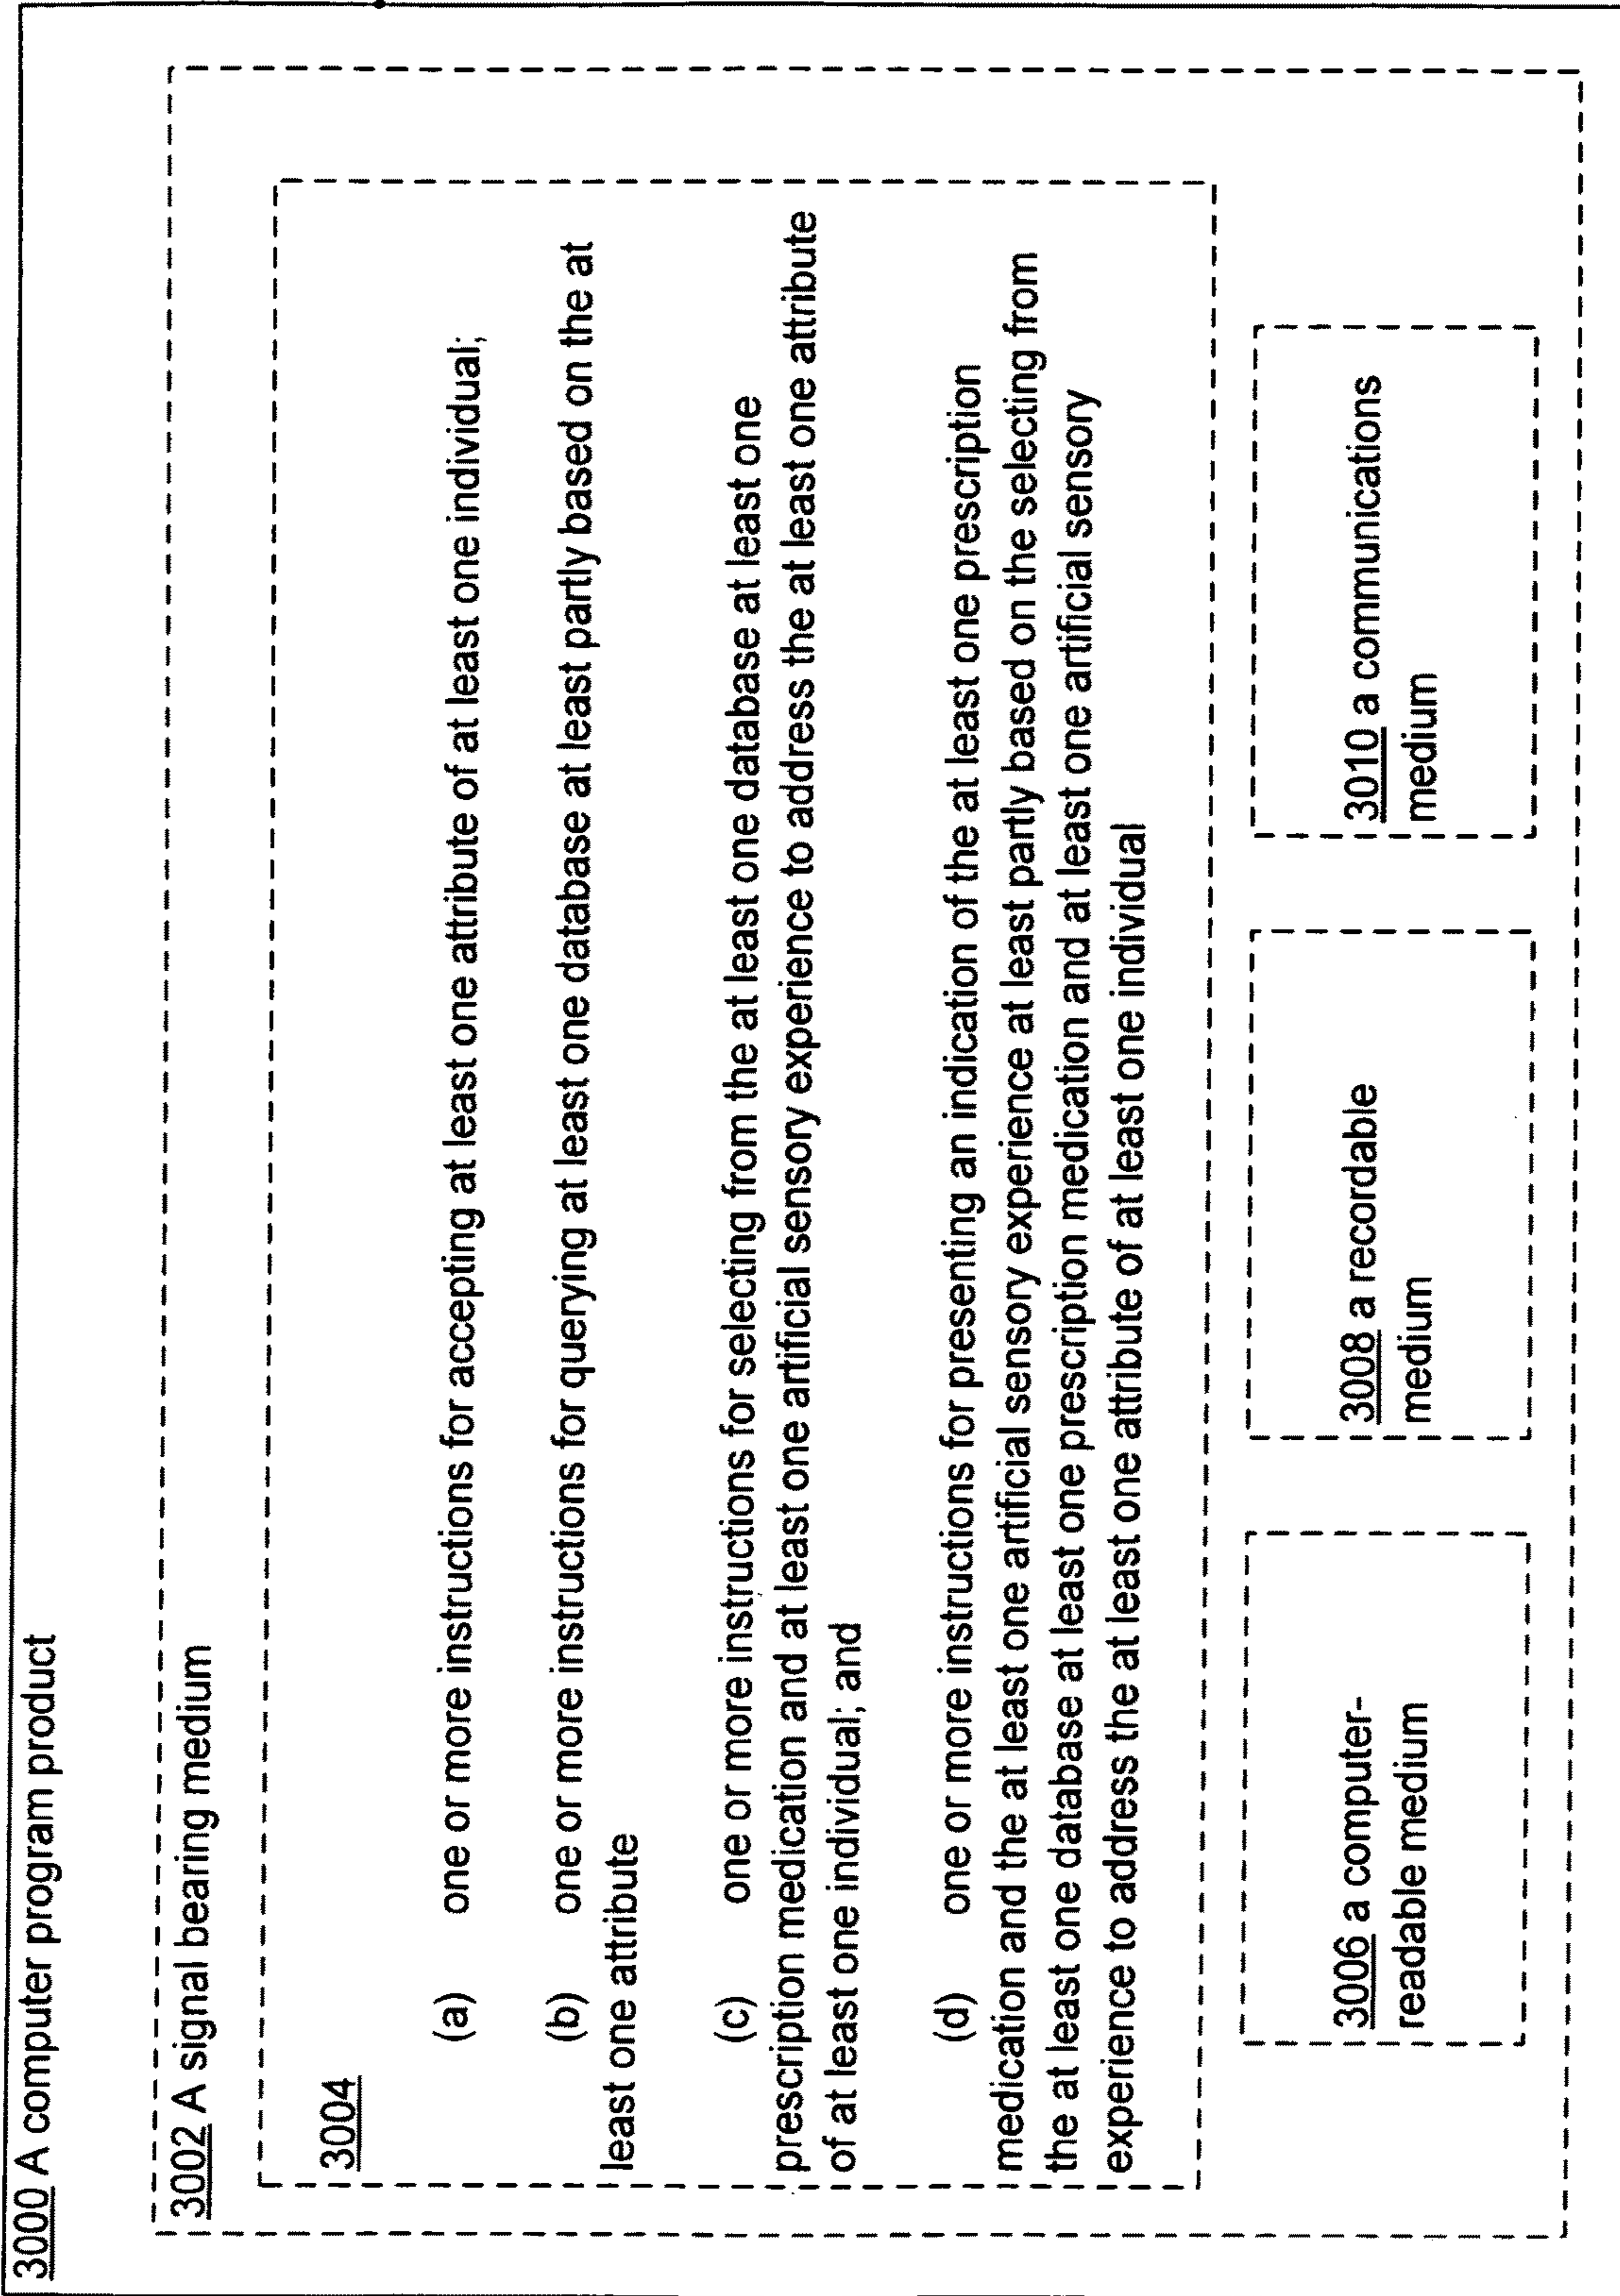 3000 A computer program product
3002 A signal bearing medium
3004
(a) one or more instructions for accepting at least one attribute of at least one individual;
(b) one or more instructions for querying at least one database at least partly based on the at
least one attribute
(c) one or more instructions for selecting from the at least one database at least one
prescription medication and at least one artificial sensory experience to address the at least one attribute
of at least one individual; and
(d) one or more instructions for presenting an indication of the at least one prescription
medication and the at least one artificial sensory experience at least partly based on the selecting from
the at least one database at least one prescription medication and at least one artificial sensory
experience to address the at least one attribute of at least one individual
3006 a computer-
readable medium
3008 a recordable
medium
3010 a communications
medium